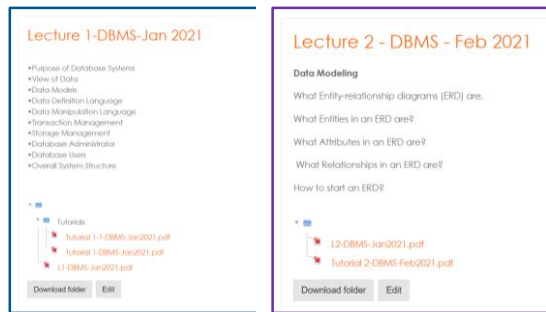 Lecture 1-DBMS-Jan 2021
•Purpose of Database Systems
•View of Data
•Data Models
•Data Definition Language
•Data Manipulation Language
•Transaction Management
•Storage Management
•Database Administrator
•Database Users
•Overall System Structure
Tutorials
Tutorial 1-1-DBMS-Jan2021.pdf
Tutorial 1-DBMS-Jan2021.pdf
L1-DBMS-Jan2021.pdf
Download folder
Edit
Lecture 2 - DBMS - Feb 2021
Data Modeling
What Entity-relationship diagrams (ERD) are.
What Entities in an ERD are?
What Attributes in an ERD are?
What Relationships in an ERD are?
How to start an ERD?
L2-DBMS-Jan2021.pdf
Tutorial 2-DBMS-Feb2021.pdf
Download folder
Edit